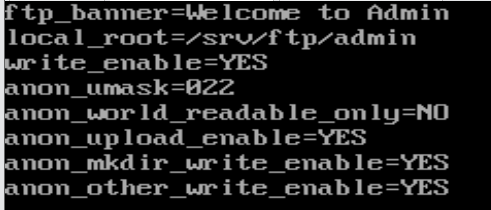 ftp_banner=Welcome to Admin
local_root=/srv/ftp/admin
write_enable=YES
anon_umask=022
anon_world_readable_only=NO
anon_upload_enable=YES
anon_mkdir_write_enable=YES
anon_other_write_enable=YES